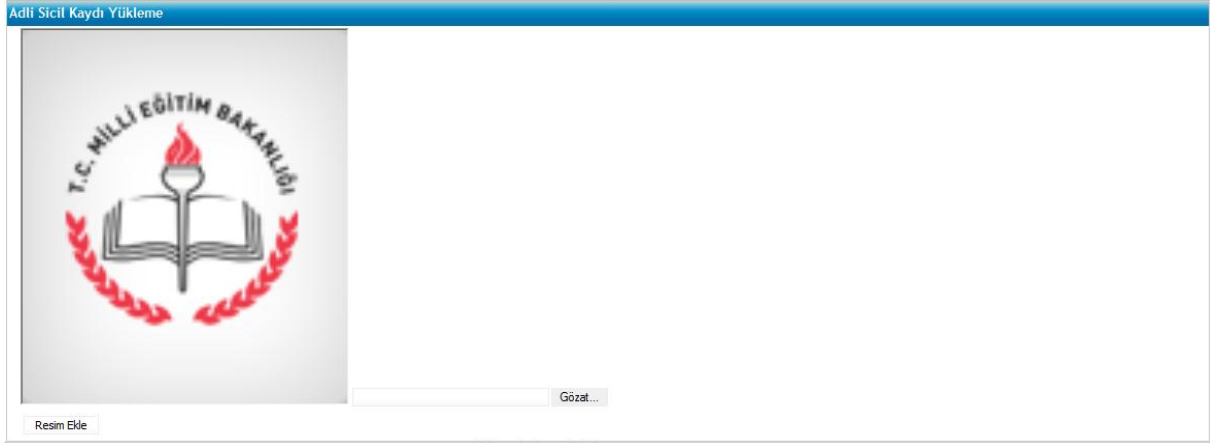 Adli Sicil Kaydı Yükleme
T.C. MİLLİ EĞİTİM BAKANLIĞI
Gözat...
Resim Ekle